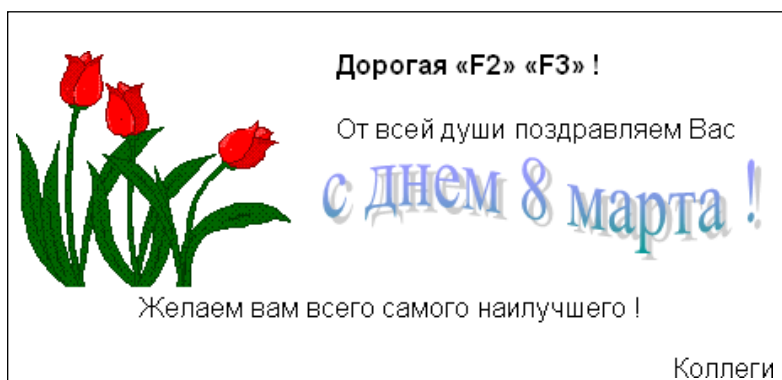 Дорогая «F2» «F3» !
От всей души поздравляем Вас
с днем 8 марта !
Желаем вам всего самого наилучшего !
Коллеги